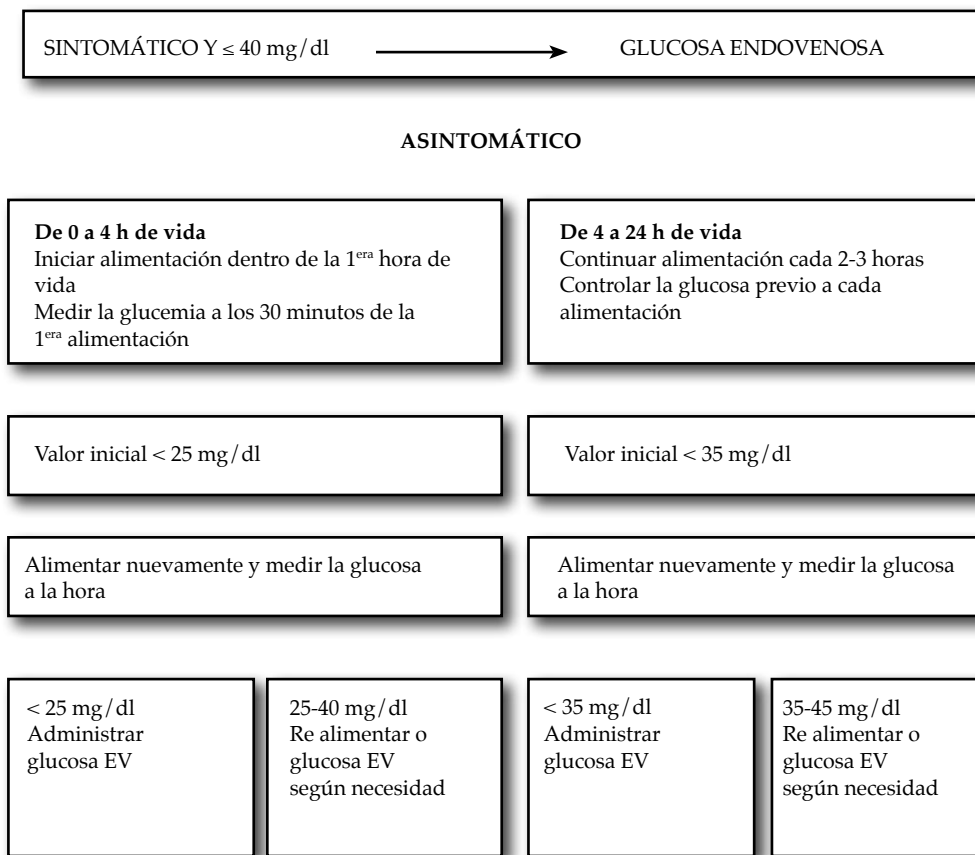 SINTOMÁTICO Y ≤ 40 mg/dl GLUCOSA ENDOVENOSA
ASINTOMÁTICO
De 0 a 4 h de vida
Iniciar alimentación dentro de la 1era hora de
vida
Medir la glucemia a los 30 minutos de la
1era alimentación
De 4 a 24 h de vida
Continuar alimentación cada 2-3 horas
Controlar la glucosa previo a cada
alimentación
Valor inicial < 25 mg/dl
Valor inicial < 35 mg/dl
Alimentar nuevamente y medir la glucosa
a la hora
Alimentar nuevamente y medir la glucosa
a la hora
< 25 mg/dl
Administrar
glucosa EV
25-40 mg/dl
Re alimentar o
glucosa EV
según necesidad
< 35 mg/dl
Administrar
glucosa EV
35-45 mg/dl
Re alimentar o
glucosa EV
según necesidad